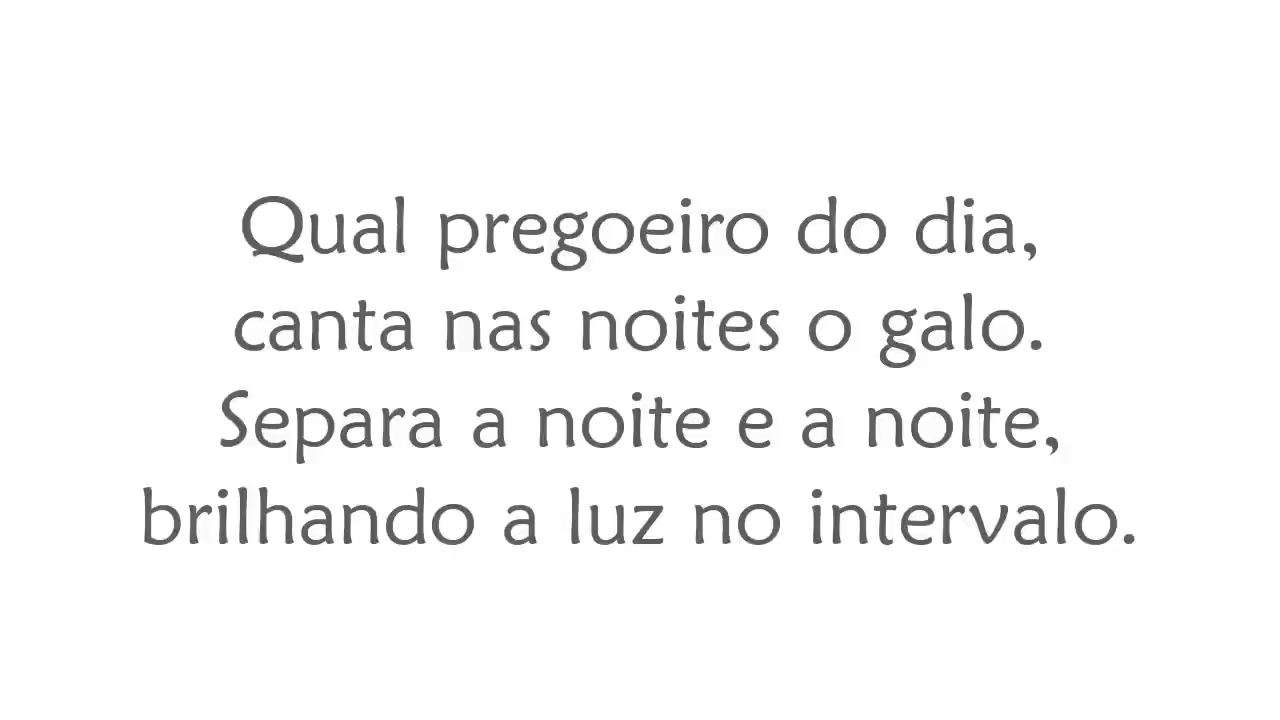 Qual pregoeiro do dia,
canta nas noites o galo.
Separa a noite e a noite,
brilhando a luz no intervalo.